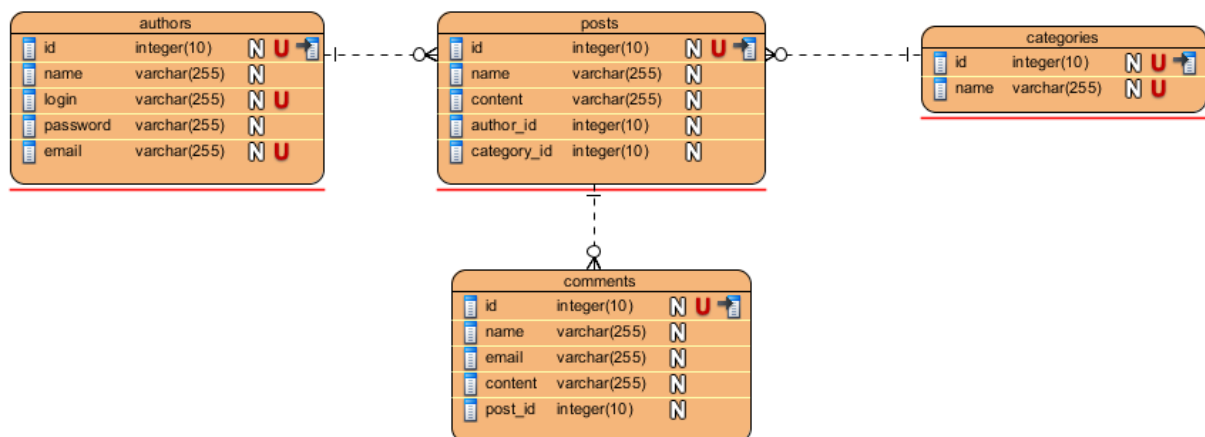 authors
id integer(10) N U
name varchar(255) N
login varchar(255) N U
password varchar(255) N
email varchar(255) N U
posts
id integer(10) N U
name varchar(255) N
content varchar(255) N
author_id integer(10) N
category_id integer(10) N
categories
id integer(10) N U
name varchar(255) N U
comments
id integer(10) N U
name varchar(255) N
email varchar(255) N
content varchar(255) N
post_id integer(10) N